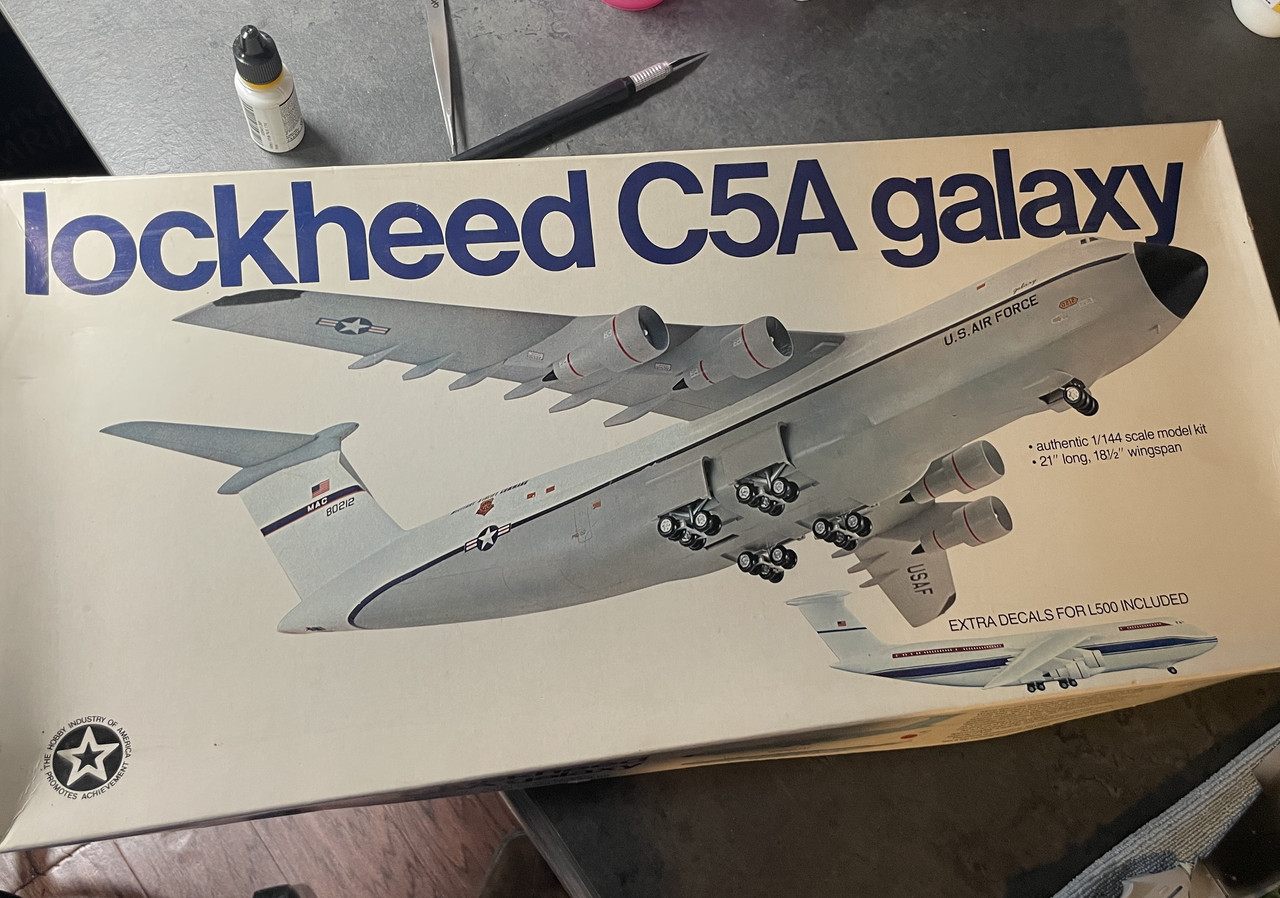 lockheed C5A galaxy
galaxy
U.S. AIR FORCE
• authentic 1/144 scale model kit
• 21" long, 18½" wingspan
MAC
80212
USAF
EXTRA DECALS FOR L500 INCLUDED
THE HOBBY INDUSTRY OF AMERICA
PROMOTES ACHIEVEMENT